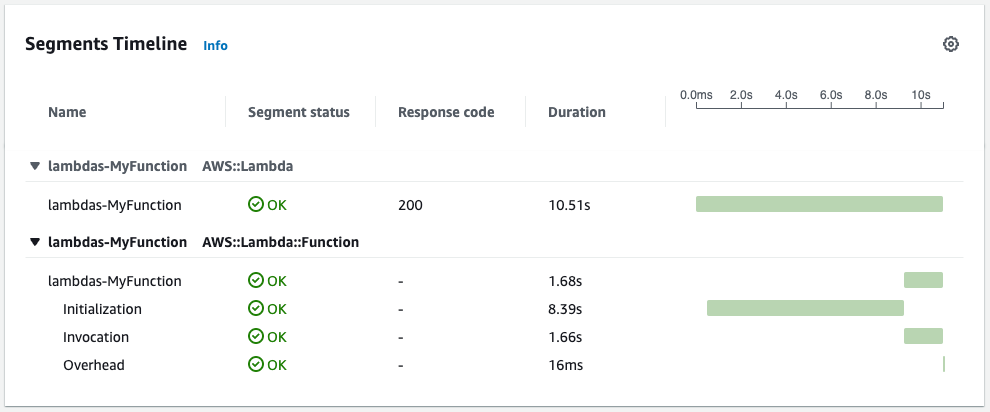 Segments Timeline Info
0.0ms 2.0s 4.0s 6.0s 8.0s 10s
Name Segment status Response code Duration
lambdas-MyFunction AWS::Lambda
lambdas-MyFunction OK 200 10.51s
lambdas-MyFunction AWS::Lambda::Function
lambdas-MyFunction OK - 1.68s
Initialization OK - 8.39s
Invocation OK - 1.66s
Overhead OK - 16ms